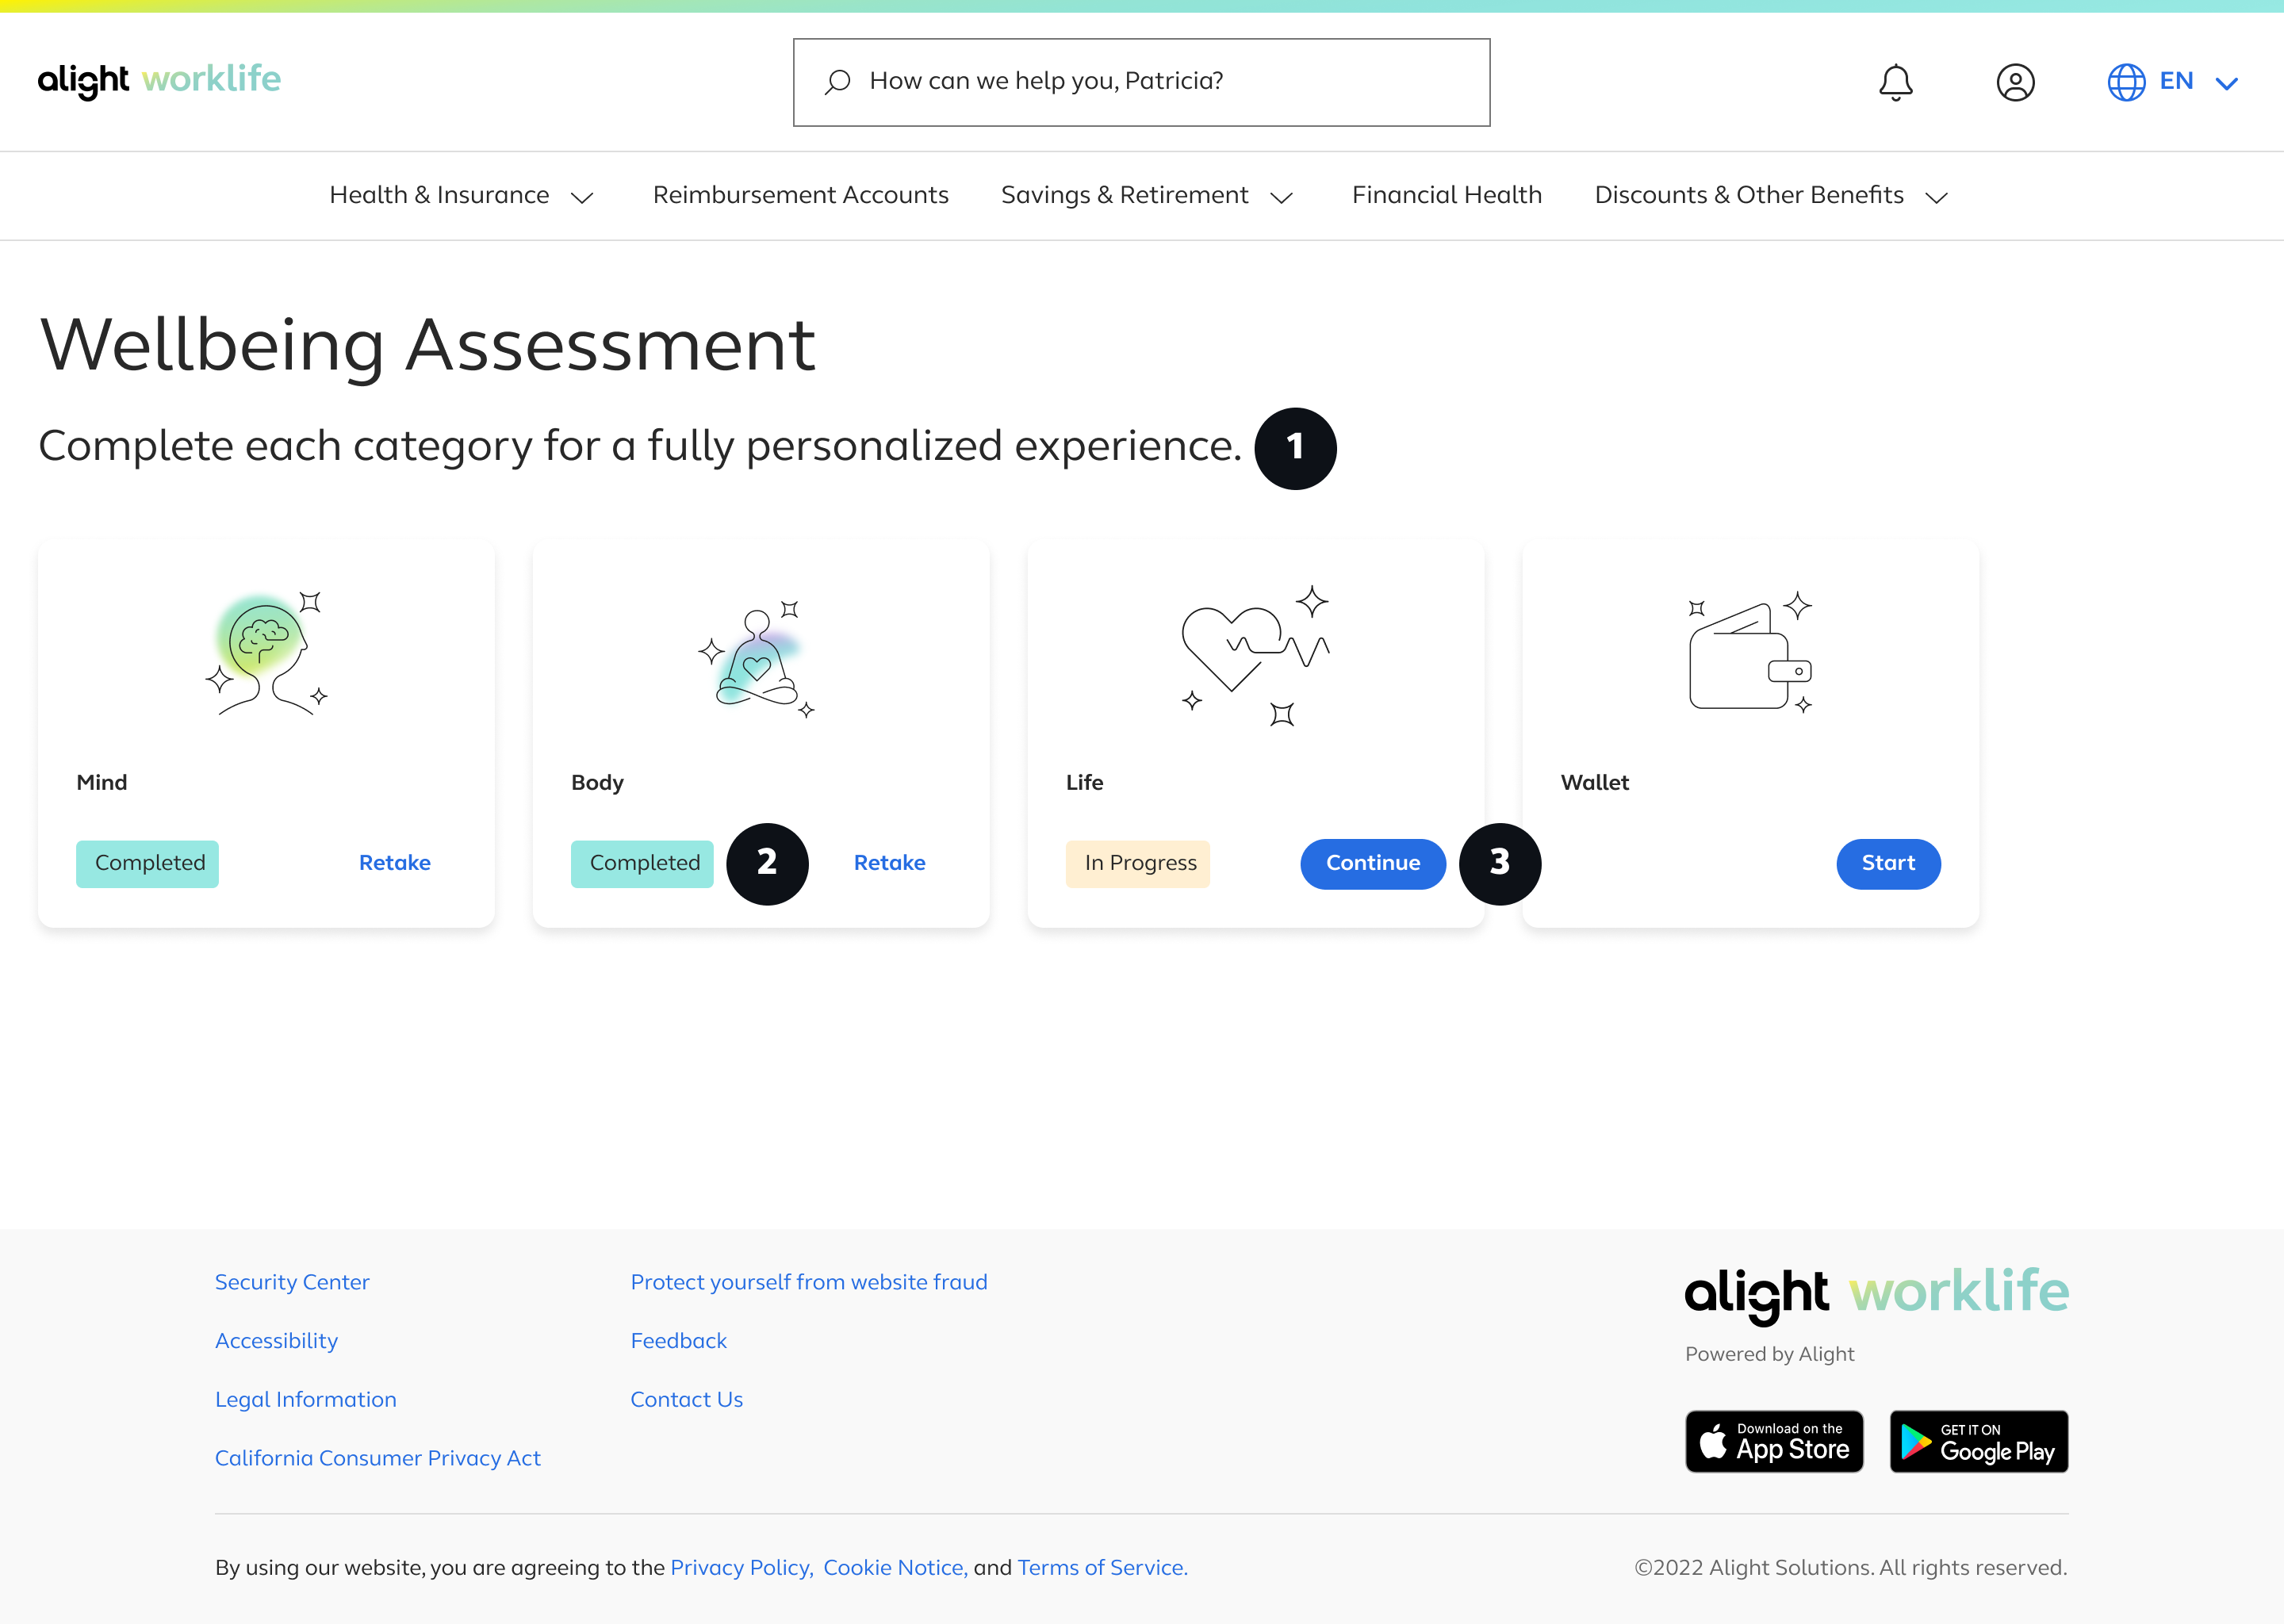 alight worklife
How can we help you, Patricia?
EN
Health & Insurance
Reimbursement Accounts
Savings & Retirement
Financial Health
Discounts & Other Benefits
Wellbeing Assessment
Complete each category for a fully personalized experience.
1
Mind
Completed
Retake
Body
Completed
2
Retake
Life
In Progress
Continue
3
Wallet
Start
Security Center
Accessibility
Legal Information
California Consumer Privacy Act
Protect yourself from website fraud
Feedback
Contact Us
alight worklife
Powered by Alight
Download on the
App Store
GET IT ON
Google Play
By using our website, you are agreeing to the Privacy Policy, Cookie Notice, and Terms of Service.
©2022 Alight Solutions. All rights reserved.